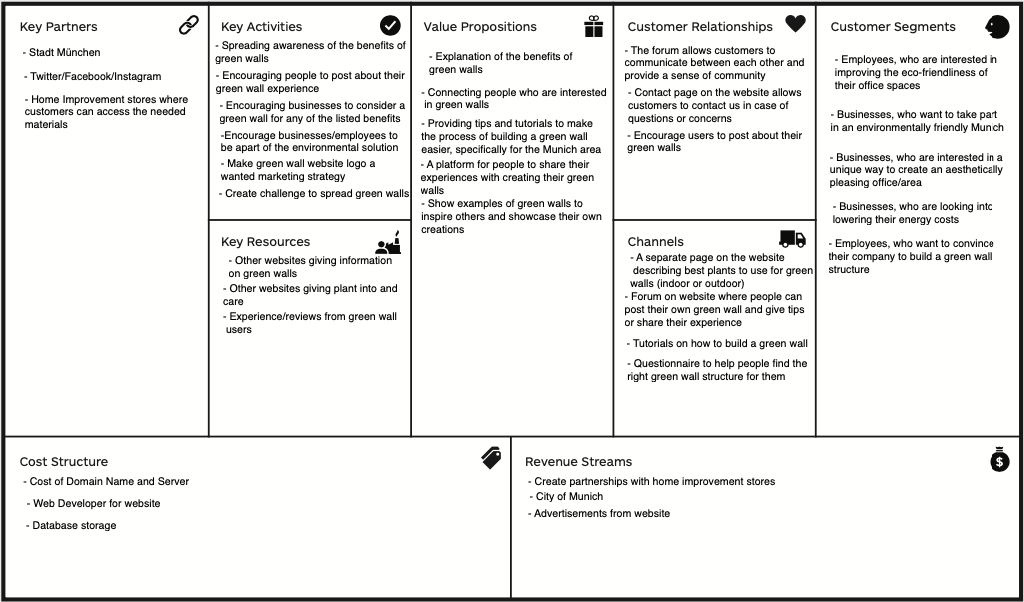 Key Partners
- Stadt München
- Twitter/Facebook/Instagram
- Home Improvement stores where
customers can access the needed
materials
Key Activities
- Spreading awareness of the benefits of
green walls
- Encouraging people to post about their
green wall experience
- Encouraging businesses to consider a
green wall for any of the listed benefits
-Encourage businesses/employees to
be apart of the environmental solution
- Make green wall website logo a
wanted marketing strategy
- Create challenge to spread green walls
Key Resources
- Other websites giving information
on green walls
- Other websites giving plant into and
care
- Experience/reviews from green wall
users
Value Propositions
- Explanation of the benefits of
green walls
- Connecting people who are interested
in green walls
- Providing tips and tutorials to make
the process of building a green wall
easier, specifically for the Munich area
- A platform for people to share their
experiences with creating their green
walls
- Show examples of green walls to
inspire others and showcase their own
creations
Customer Relationships
- The forum allows customers to
communicate between each other and
provide a sense of community
- Contact page on the website allows
customers to contact us in case of
questions or concerns
- Encourage users to post about their
green walls
Channels
- A separate page on the website
describing best plants to use for green
walls (indoor or outdoor)
- Forum on website where people can
post their own green wall and give tips
or share their experience
- Tutorials on how to build a green wall
- Questionnaire to help people find the
right green wall structure for them
Customer Segments
- Employees, who are interested in
improving the eco-friendliness of
their office spaces
- Businesses, who want to take part
in an environmentally friendly Munch
- Businesses, who are interested in a
unique way to create an aesthetically
pleasing office/area
- Businesses, who are looking into
lowering their energy costs
- Employees, who want to convince
their company to build a green wall
structure
Cost Structure
- Cost of Domain Name and Server
- Web Developer for website
- Database storage
Revenue Streams
- Create partnerships with home improvement stores
- City of Munich
- Advertisements from website
$